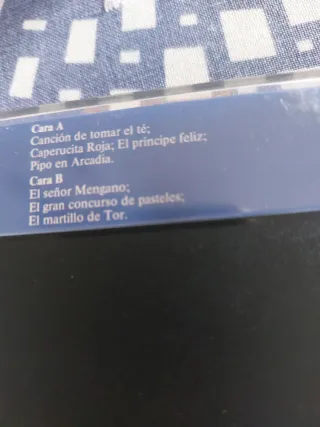 Cara A
Canción de tomar el té;
Caperucita Roja; El príncipe feliz;
Pipo en Arcadia.
Cara B
El señor Mengano;
El gran concurso de pasteles;
El martillo de Tor.